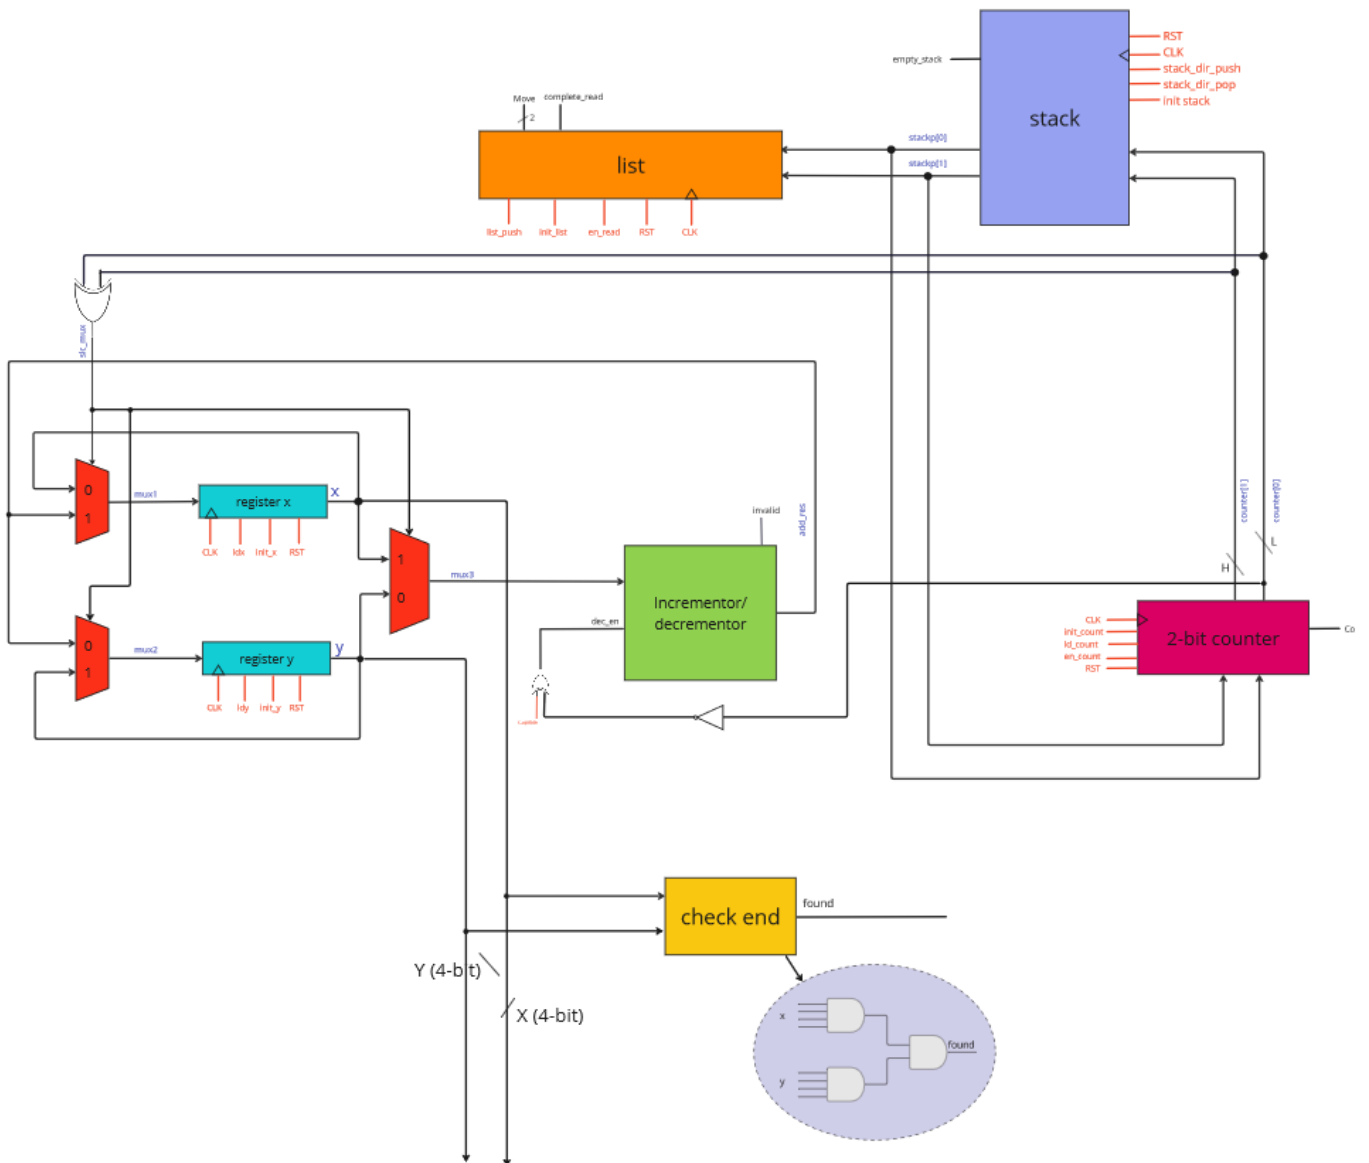 RST
CLK
stack_dir_push
stack_dir_pop
init stack
empty_stack
stack
Move
complete_read
2
list
stackp[0]
stackp[1]
list_push
init_list
en_read
RST
CLK
slc_mux
0
1
mux1
register x
x
CLK
ldx
init_x
RST
1
0
mux3
invalid
add_res
Incrementor/
decrementor
dec_en
counter[1]
counter[0]
L
H
0
1
mux2
register y
y
CLK
ldy
init_y
RST
CLK
init_count
ld_count
en_count
RST
2-bit counter
Co
check end
found
Y (4-bit)
X (4-bit)
x
y
found